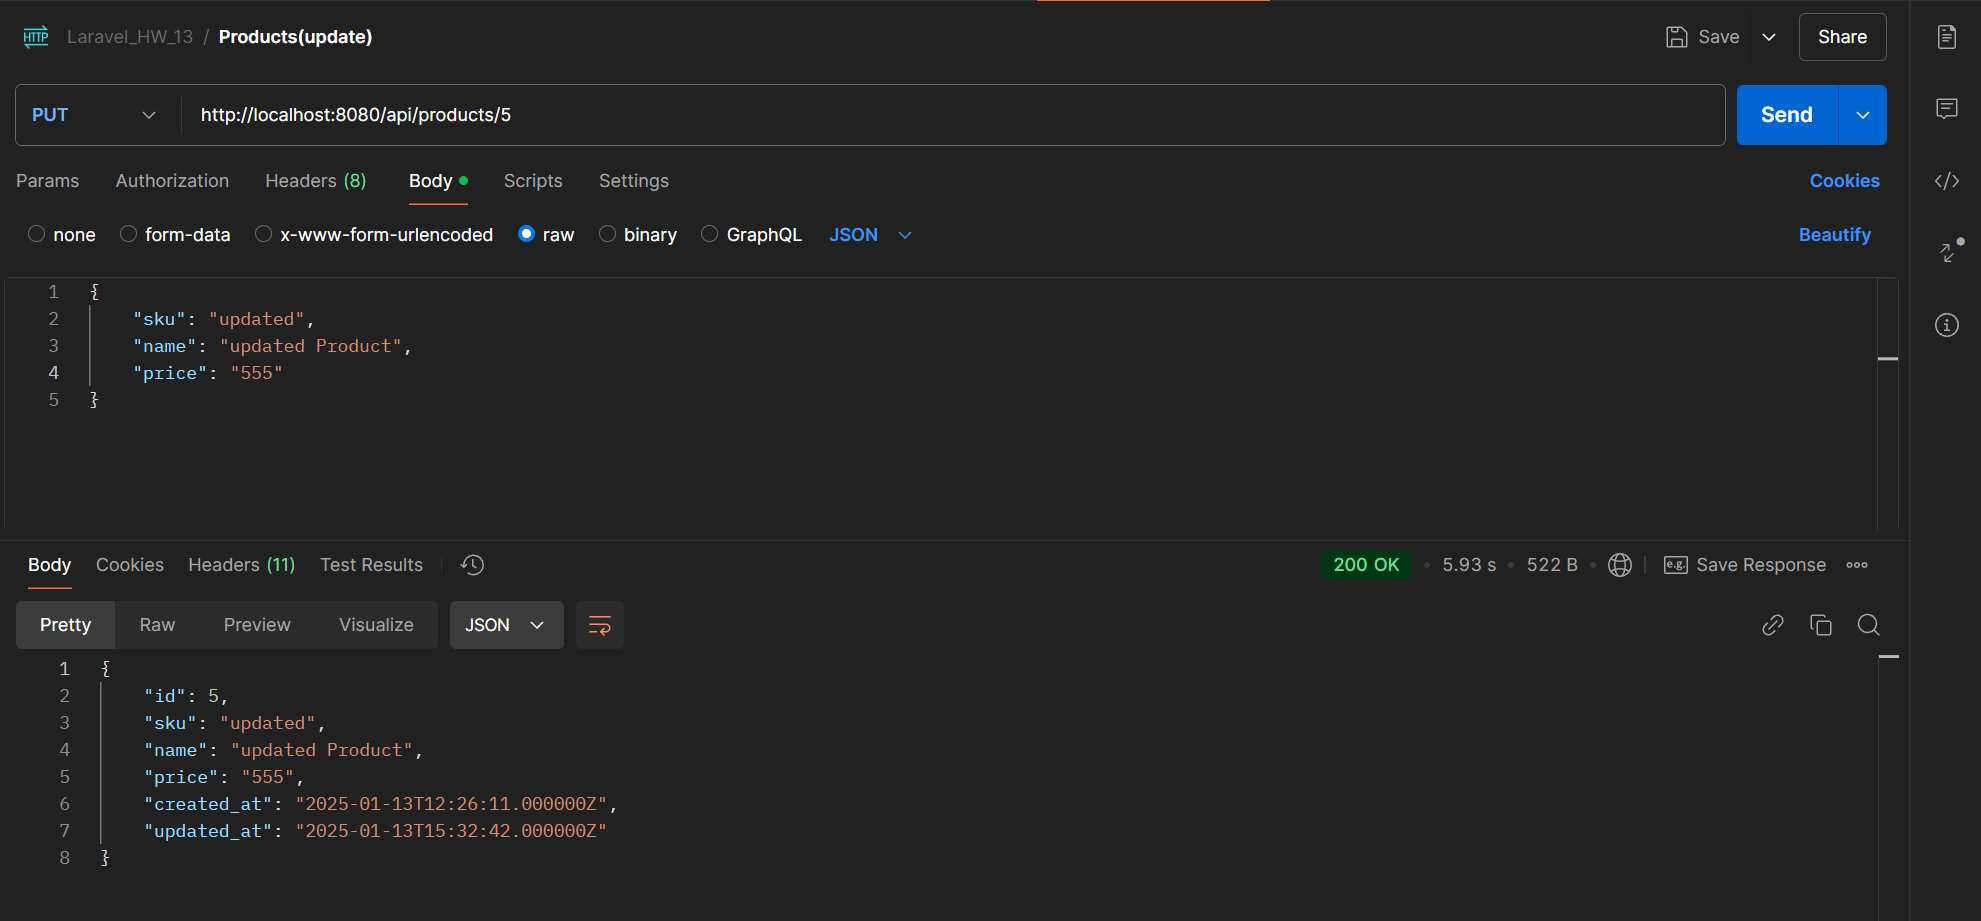 HTTP Laravel_HW_13 / Products(update) Save Share
PUT http://localhost:8080/api/products/5 Send
Params Authorization Headers (8) Body Scripts Settings Cookies
none form-data x-www-form-urlencoded raw binary GraphQL JSON Beautify
1 {
2 "sku": "updated",
3 "name": "updated Product",
4 "price": "555"
5 }
Body Cookies Headers (11) Test Results 200 OK • 5.93 s • 522 B • e.g. Save Response
Pretty Raw Preview Visualize JSON
1 {
2 "id": 5,
3 "sku": "updated",
4 "name": "updated Product",
5 "price": "555",
6 "created_at": "2025-01-13T12:26:11.000000Z",
7 "updated_at": "2025-01-13T15:32:42.000000Z"
8 }